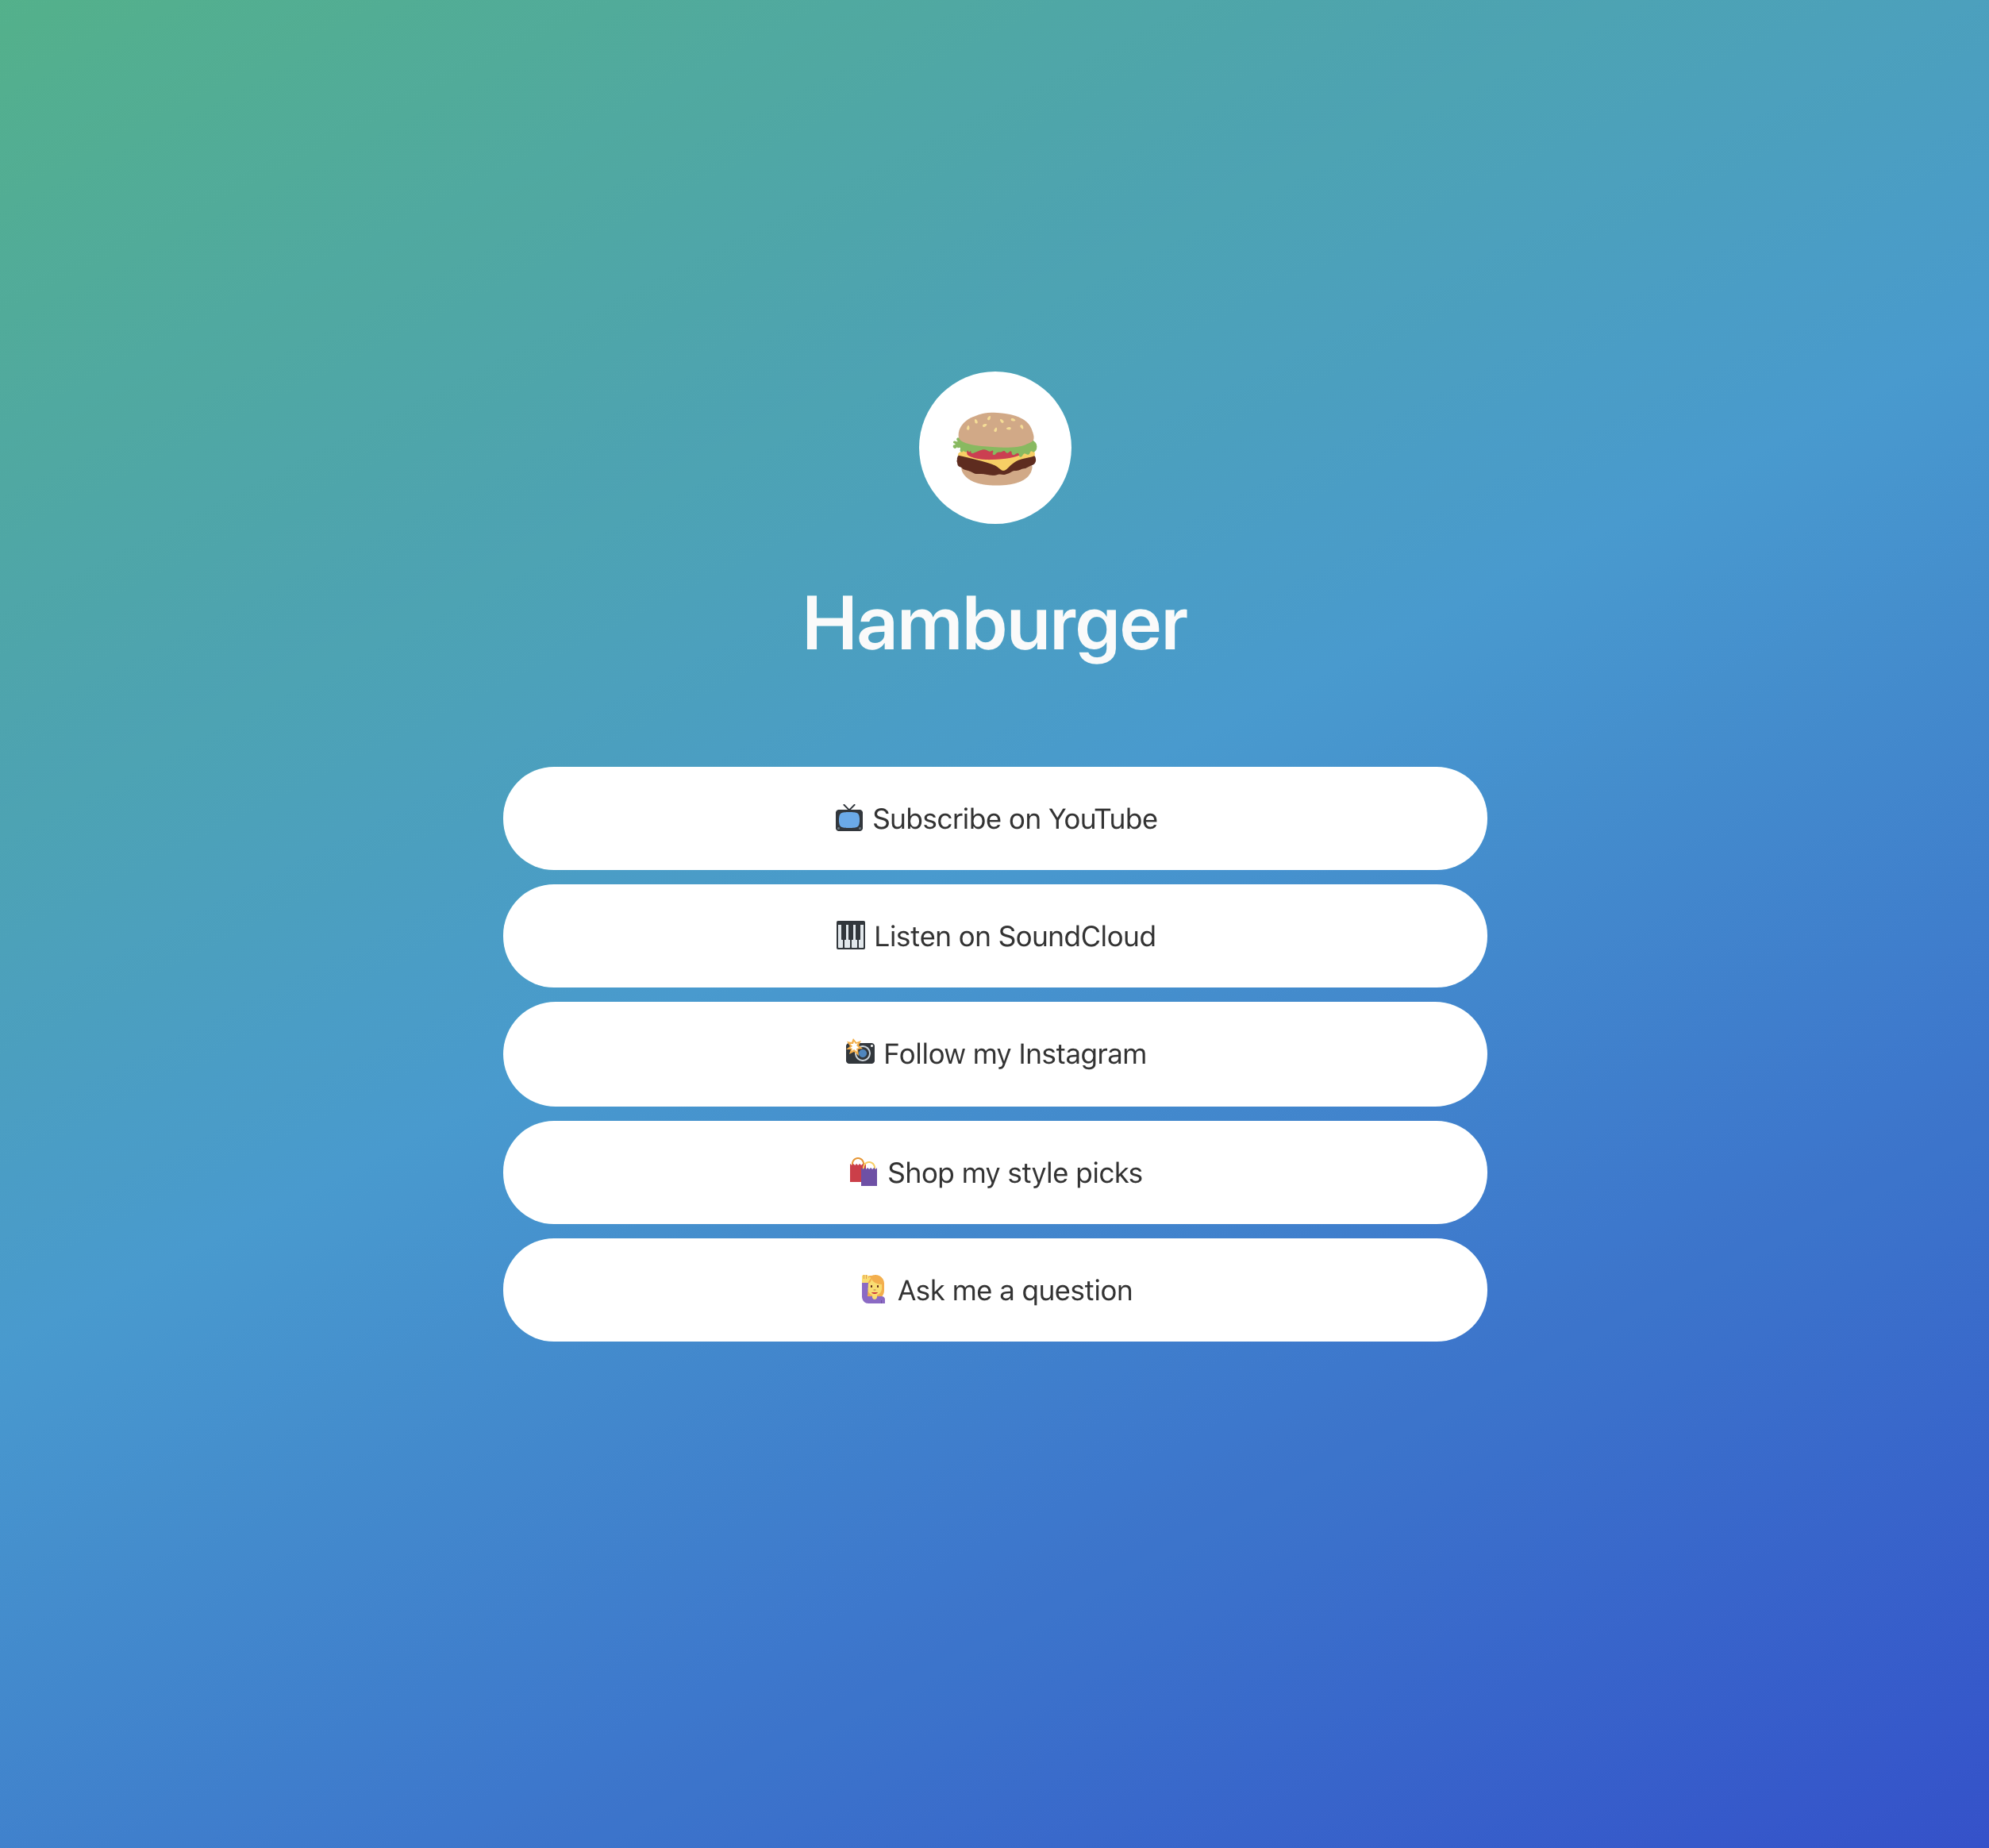 Hamburger
Subscribe on YouTube
Listen on SoundCloud
Follow my Instagram
Shop my style picks
Ask me a question